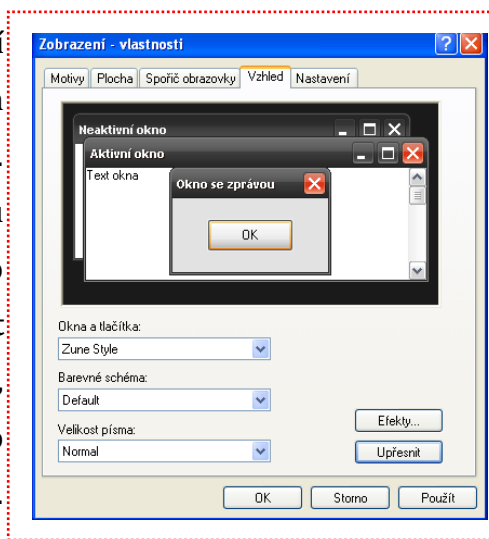 Zobrazení - vlastnosti
Motivy Plocha Spořič obrazovky Vzhled Nastavení
Neaktivní okno
Aktivní okno
Text okna
Okno se zprávou
OK
Okna a tlačítka:
Zune Style
Barevné schéma:
Default
Velikost písma:
Normal
Efekty...
Upřesnit
OK Storno Použít